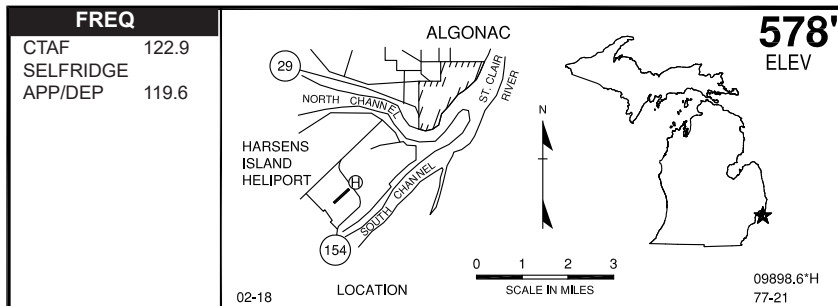 FREQ
CTAF 122.9
SELFRIDGE
APP/DEP 119.6
ALGONAC
578'
ELEV
29
NORTH CHANNEL
ST. CLAIR
RIVER
N
HARSENS
ISLAND
HELIPORT
H
SOUTH CHANNEL
154
0 1 2 3
SCALE IN MILES
LOCATION
02-18
09898.6*H
77-21